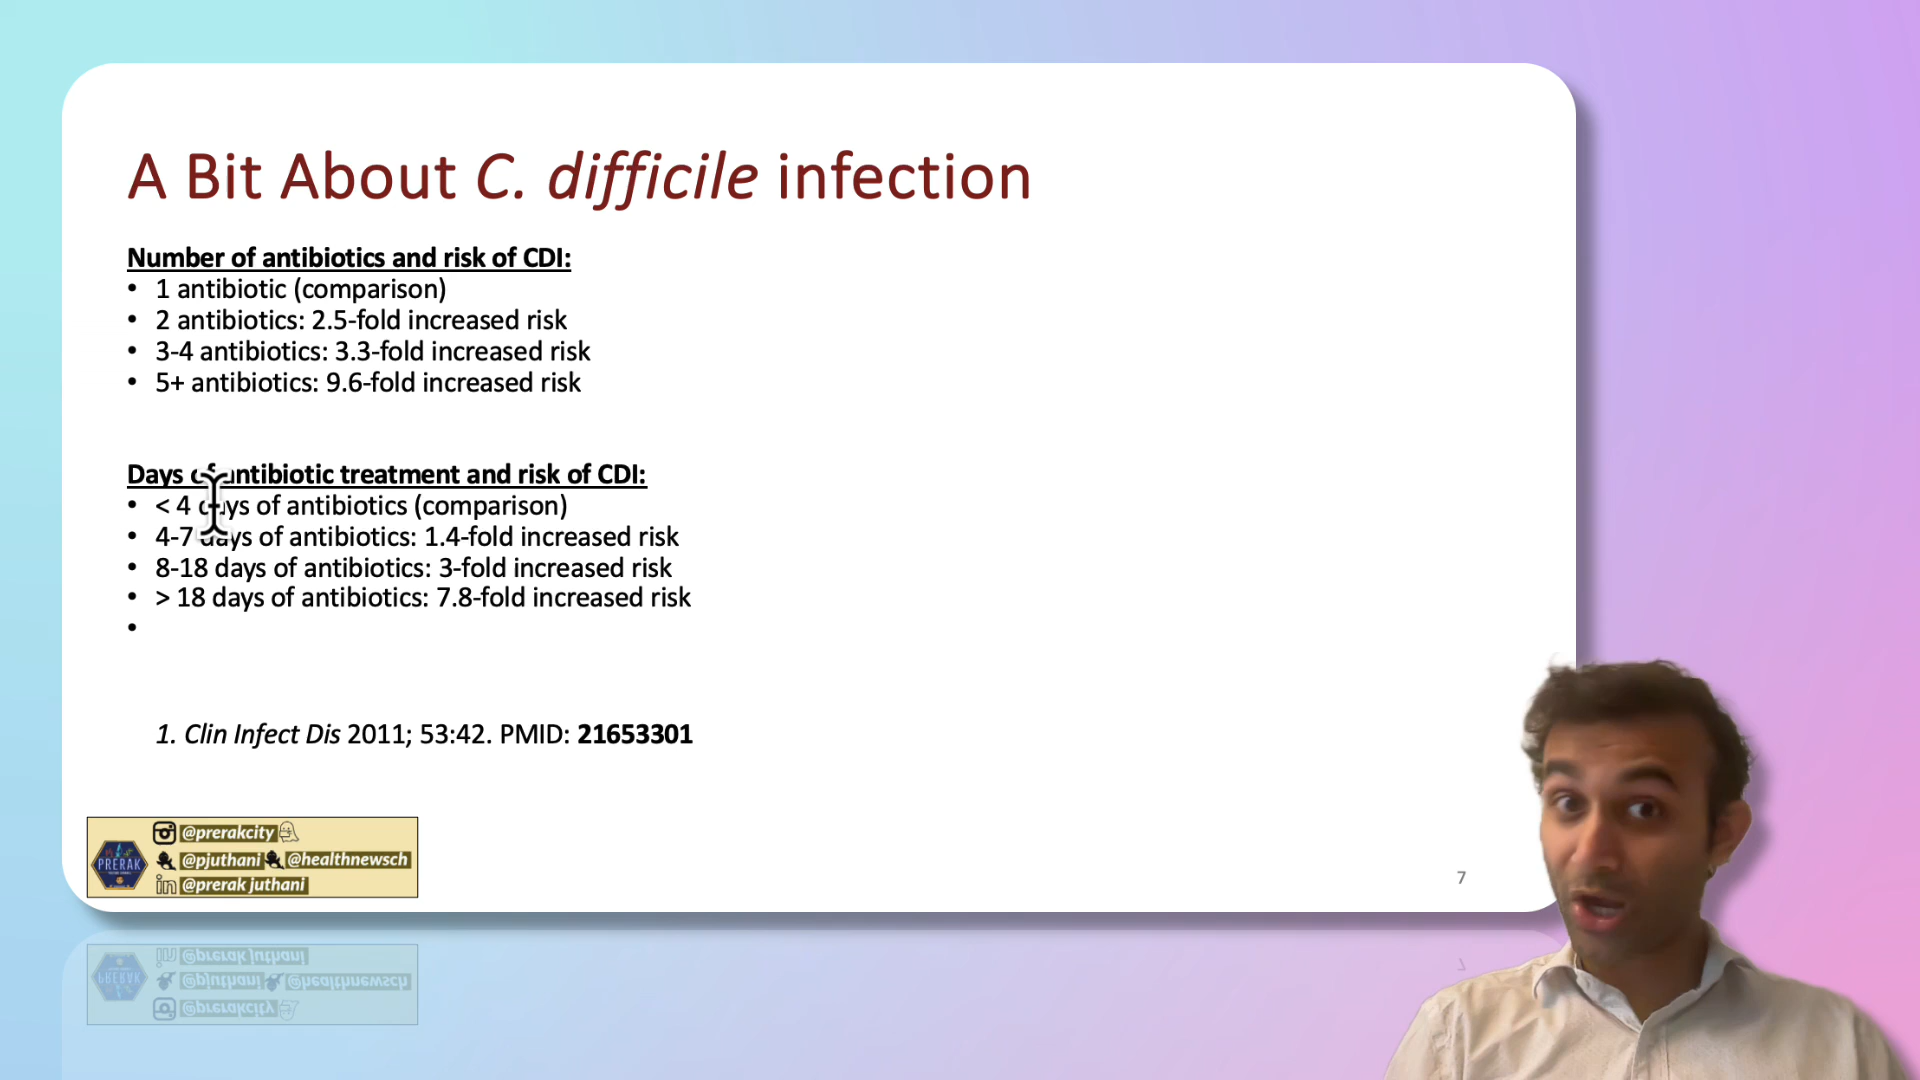 A Bit About C. difficile infection
Number of antibiotics and risk of CDI:
• 1 antibiotic (comparison)
• 2 antibiotics: 2.5-fold increased risk
• 3-4 antibiotics: 3.3-fold increased risk
• 5+ antibiotics: 9.6-fold increased risk
Days of antibiotic treatment and risk of CDI:
• < 4 days of antibiotics (comparison)
• 4-7 days of antibiotics: 1.4-fold increased risk
• 8-18 days of antibiotics: 3-fold increased risk
• > 18 days of antibiotics: 7.8-fold increased risk
•
1. Clin Infect Dis 2011; 53:42. PMID: 21653301
@prerakcity
PRERAK
@pjuthani @healthnewsch
in @prerak juthani
7